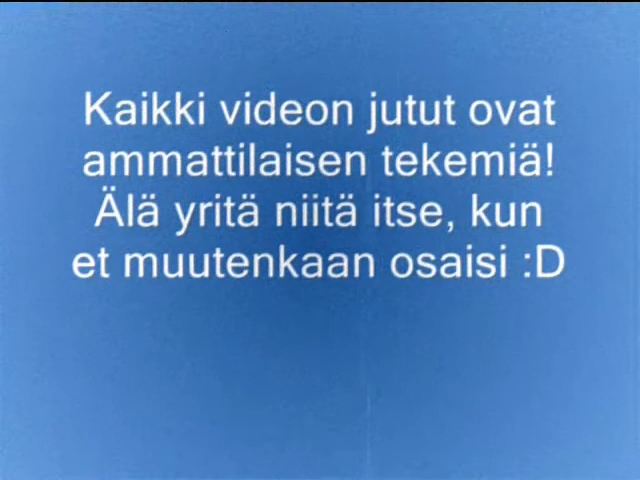 Kaikki videon jutut ovat
ammattilaisen tekemiä!
Älä yritä niitä itse, kun
et muutenkaan osaisi :D